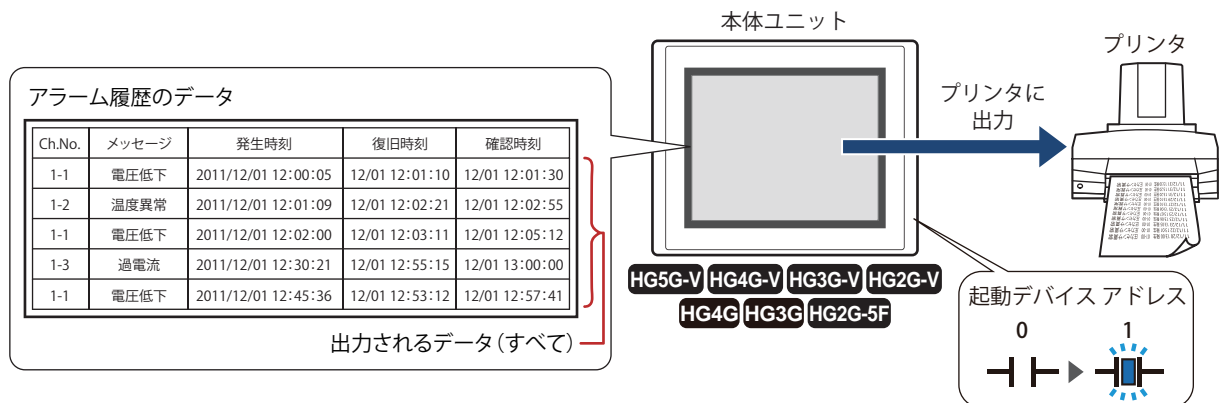 本体ユニット
プリンタ
アラーム履歴のデータ
プリンタに
出力
Ch.No. メッセージ 発生時刻 復旧時刻 確認時刻
1-1 電圧低下 2011/12/01 12:00:05 12/01 12:01:10 12/01 12:01:30
1-2 温度異常 2011/12/01 12:01:09 12/01 12:02:21 12/01 12:02:55
1-1 電圧低下 2011/12/01 12:02:00 12/01 12:03:11 12/01 12:05:12
1-3 過電流 2011/12/01 12:30:21 12/01 12:55:15 12/01 13:00:00
1-1 電圧低下 2011/12/01 12:45:36 12/01 12:53:12 12/01 12:57:41
出力されるデータ(すべて)
HG5G-V HG4G-V HG3G-V HG2G-V
HG4G HG3G HG2G-5F
起動デバイス アドレス
0 1